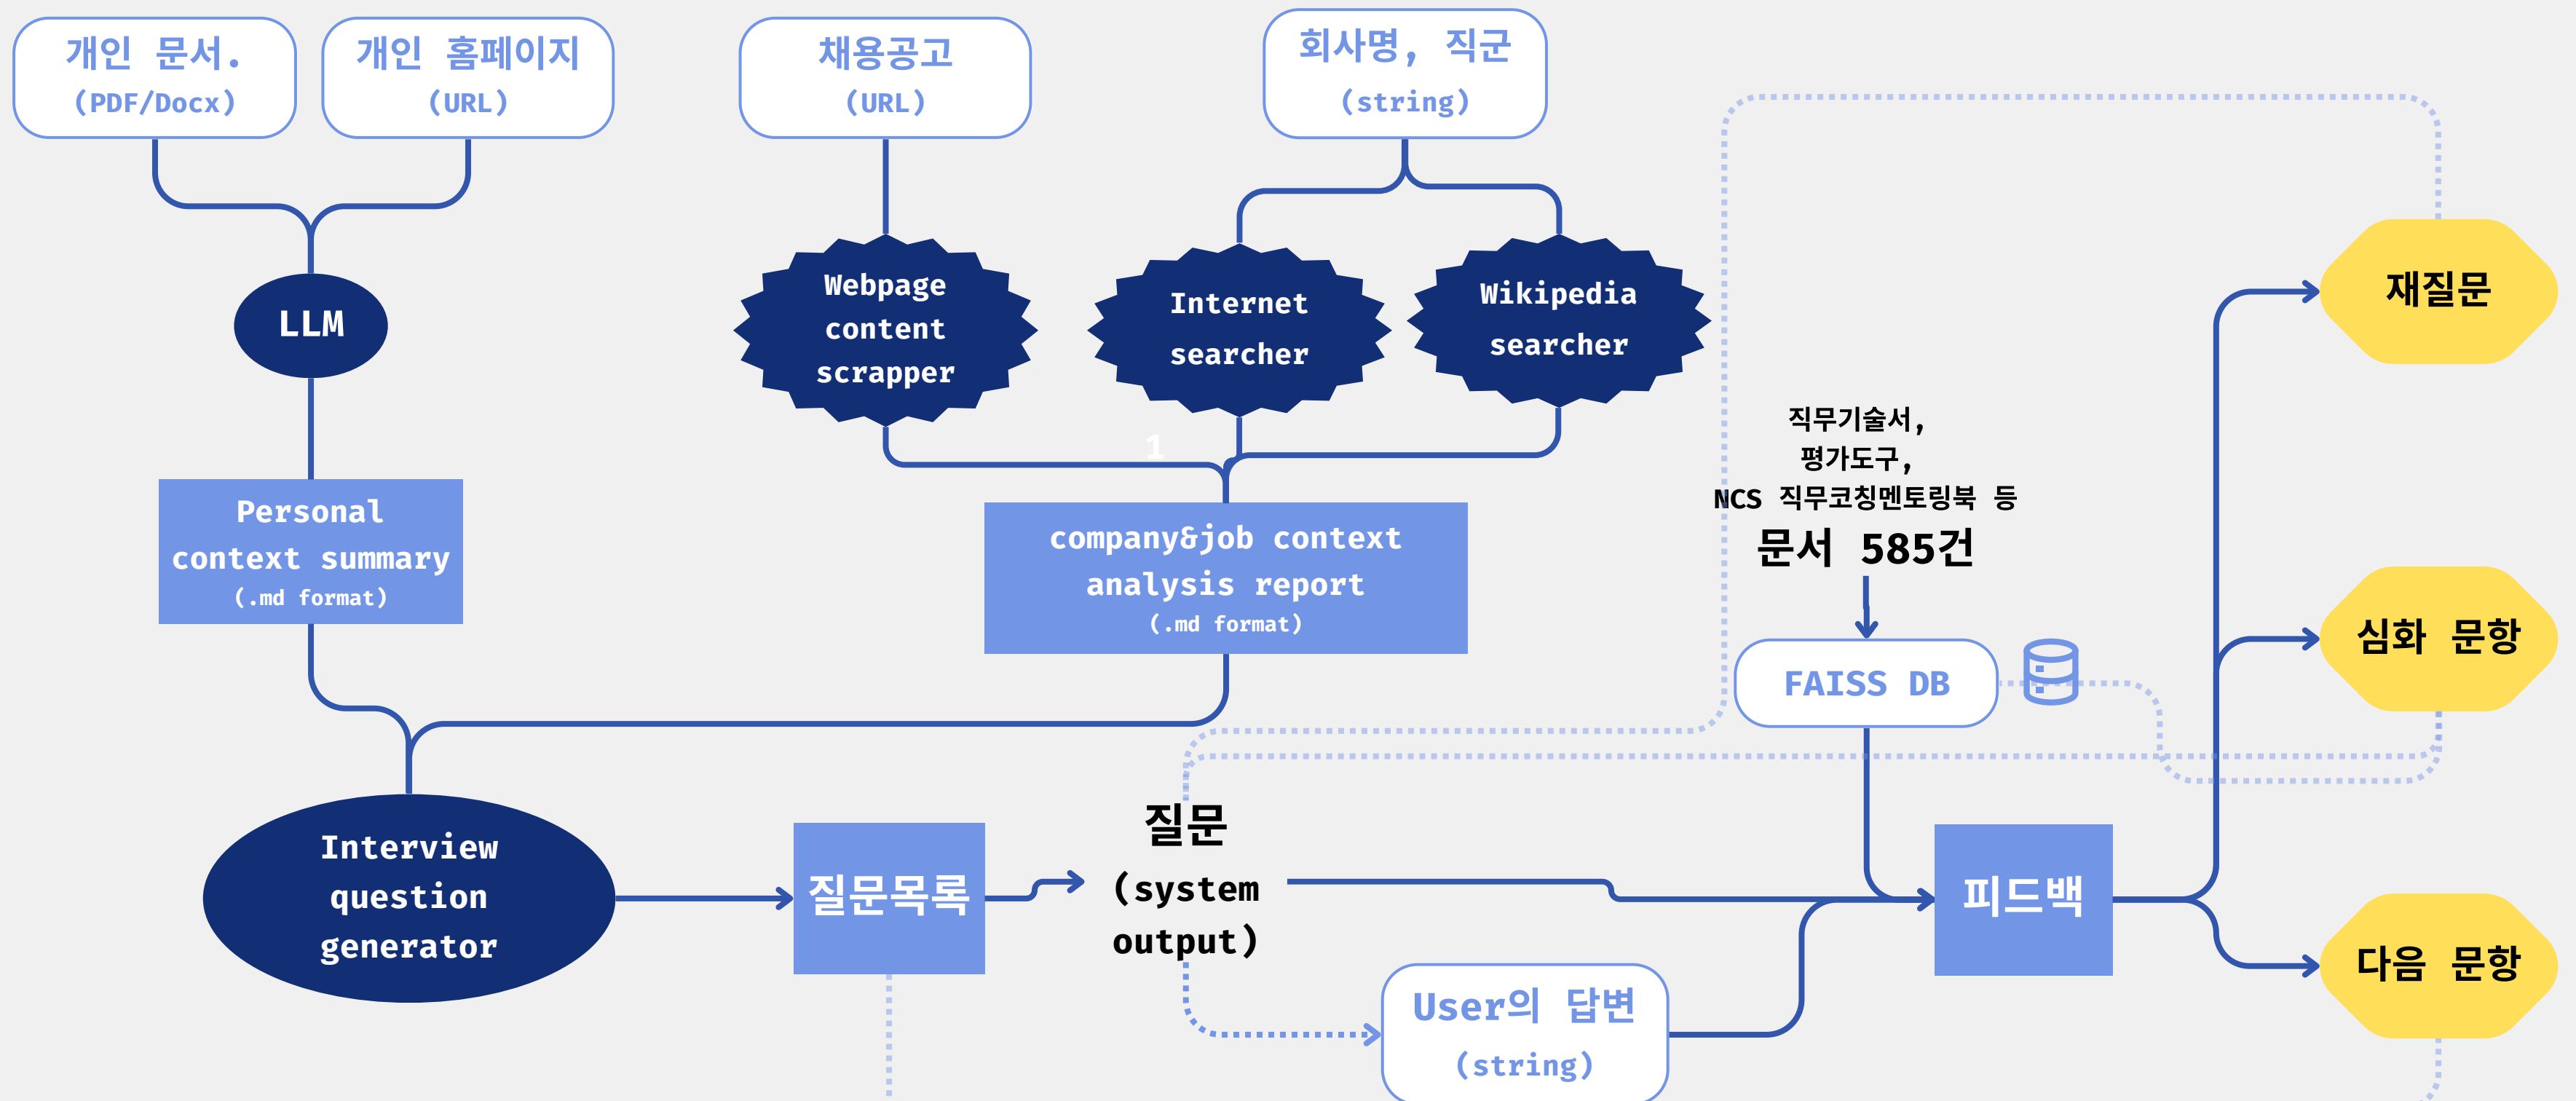 개인 문서.
(PDF/Docx)
개인 홈페이지
(URL)
채용공고
(URL)
회사명, 직군
(string)
LLM
Webpage
content
scrapper
Internet
searcher
Wikipedia
searcher
재질문
1
직무기술서,
평가도구,
NCS 직무코칭멘토링북 등
문서 585건
Personal
context summary
(.md format)
company&job context
analysis report
(.md format)
FAISS DB
심화 문항
Interview
question
generator
질문목록
질문
(system
output)
피드백
다음 문항
User의 답변
(string)